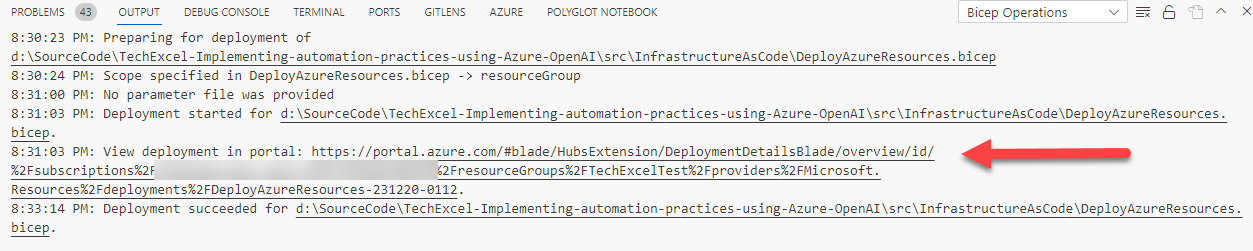 PROBLEMS 43 OUTPUT DEBUG CONSOLE TERMINAL PORTS GITLENS AZURE POLYGLOT NOTEBOOK Bicep Operations
8:30:23 PM: Preparing for deployment of
d:\SourceCode\TechExcel-Implementing-automation-practices-using-Azure-OpenAI\src\InfrastructureAsCode\DeployAzureResources.bicep
8:30:24 PM: Scope specified in DeployAzureResources.bicep -> resourceGroup
8:31:00 PM: No parameter file was provided
8:31:03 PM: Deployment started for d:\SourceCode\TechExcel-Implementing-automation-practices-using-Azure-OpenAI\src\InfrastructureAsCode\DeployAzureResources.
bicep.
8:31:03 PM: View deployment in portal: https://portal.azure.com/#blade/HubsExtension/DeploymentDetailsBlade/overview/id/
%2Fsubscriptions%2F %2FresourceGroups%2FTechExcelTest%2Fproviders%2FMicrosoft.
Resources%2Fdeployments%2FDeployAzureResources-231220-0112.
8:33:14 PM: Deployment succeeded for d:\SourceCode\TechExcel-Implementing-automation-practices-using-Azure-OpenAI\src\InfrastructureAsCode\DeployAzureResources.
bicep.